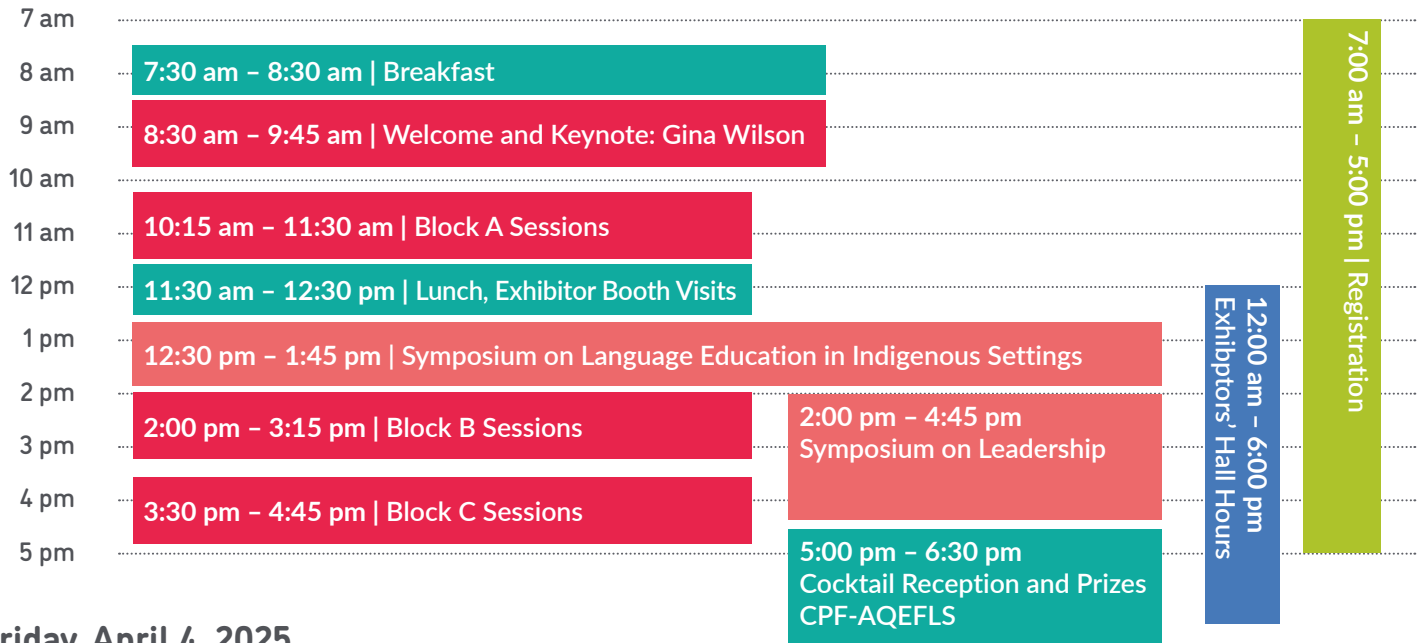 7 am
8 am
9 am
10 am
11 am
12 pm
1 pm
2 pm
3 pm
4 pm
5 pm
7:30 am – 8:30 am | Breakfast
8:30 am – 9:45 am | Welcome and Keynote: Gina Wilson
10:15 am – 11:30 am | Block A Sessions
11:30 am – 12:30 pm | Lunch, Exhibitor Booth Visits
12:30 pm – 1:45 pm | Symposium on Language Education in Indigenous Settings
2:00 pm – 3:15 pm | Block B Sessions
3:30 pm – 4:45 pm | Block C Sessions
2:00 pm – 4:45 pm
Symposium on Leadership
5:00 pm – 6:30 pm
Cocktail Reception and Prizes
CPF-AQEFLS
12:00 am – 6:00 pm
Exhibptors’ Hall Hours
7:00 am – 5:00 pm | Registration
riday, April 4, 2025